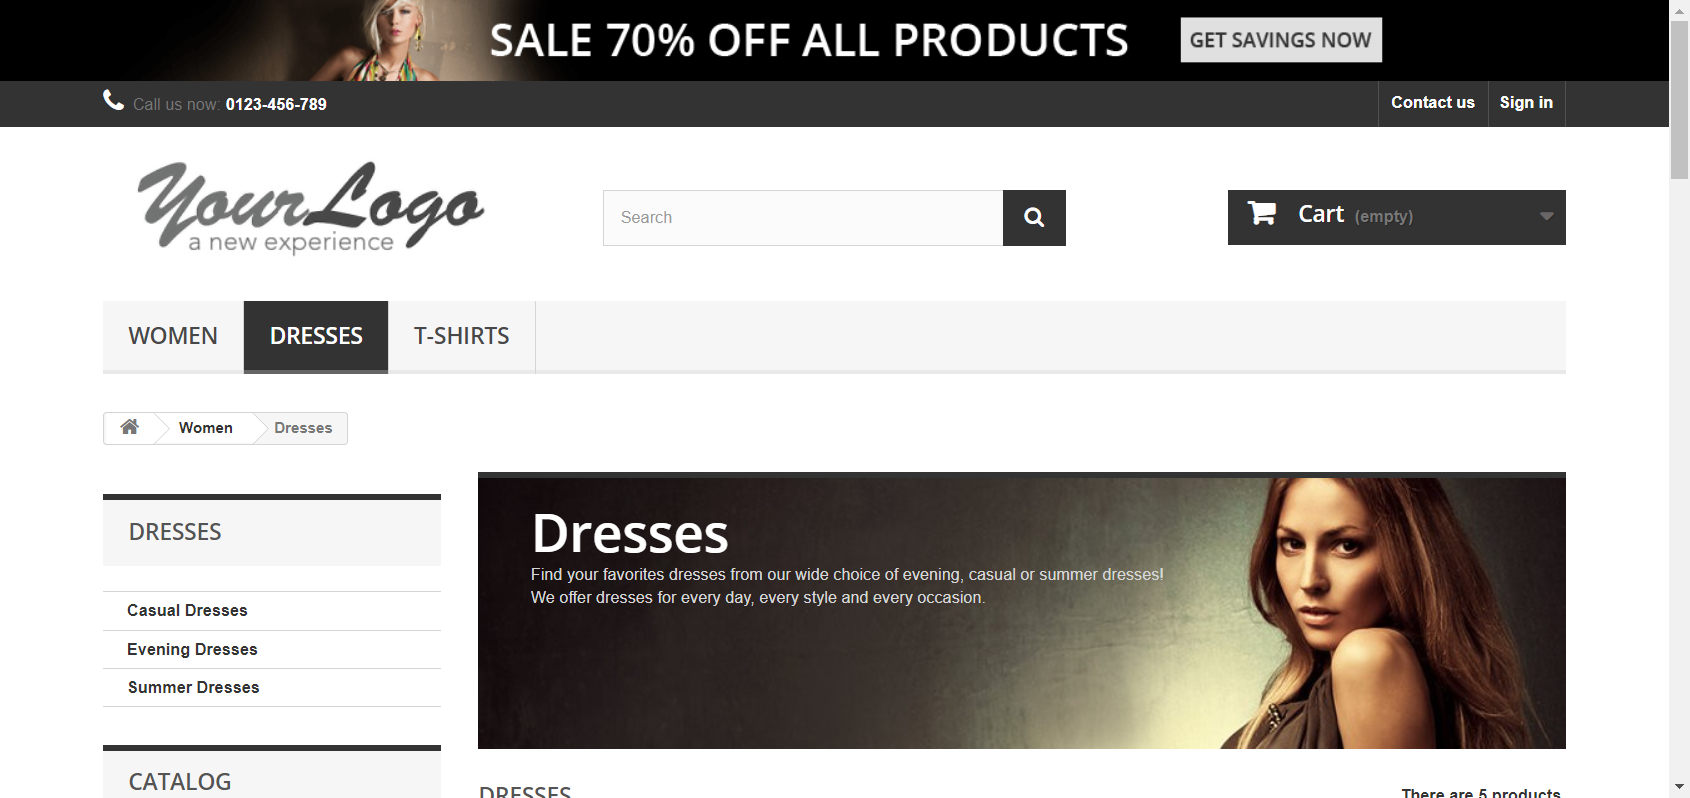 SALE 70% OFF ALL PRODUCTS
GET SAVINGS NOW
Call us now: 0123-456-789
Contact us
Sign in
Your Logo
a new experience
Search
Cart (empty)
WOMEN
DRESSES
T-SHIRTS
Women
Dresses
DRESSES
Casual Dresses
Evening Dresses
Summer Dresses
CATALOG
Dresses
Find your favorites dresses from our wide choice of evening, casual or summer dresses!
We offer dresses for every day, every style and every occasion.
DRESSES
There are 5 products